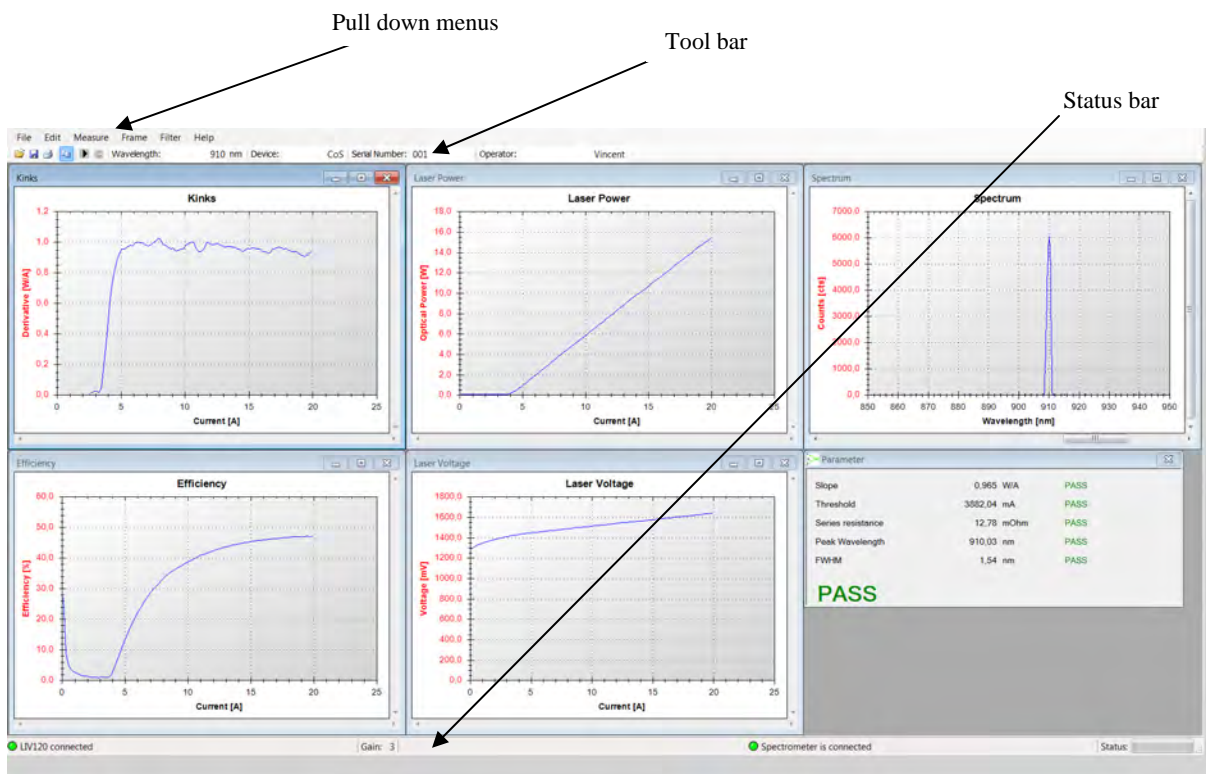 Pull down menus
Tool bar
Status bar
File Edit Measure Frame Filter Help
Wavelength: 910 nm Device: CoS Serial Number: 001 Operator: Vincent
Kinks
Kinks
1.2
1.0
0.8
0.6
0.4
0.2
0.0
Derivative [W/A]
0 5 10 15 20 25
Current [A]
Laser Power
Laser Power
18.0
16.0
14.0
12.0
10.0
8.0
6.0
4.0
2.0
0.0
Optical Power [W]
0 5 10 15 20 25
Current [A]
Spectrum
Spectrum
7000.0
6000.0
5000.0
4000.0
3000.0
2000.0
1000.0
0.0
Counts [cts]
850 860 870 880 890 900 910 920 930 940 950
Wavelength [nm]
Efficiency
Efficiency
60.0
50.0
40.0
30.0
20.0
10.0
0.0
Efficiency [%]
0 5 10 15 20 25
Current [A]
Laser Voltage
Laser Voltage
1800.0
1600.0
1400.0
1200.0
1000.0
800.0
600.0
400.0
200.0
0.0
Voltage [mV]
0 5 10 15 20 25
Current [A]
Parameter
Slope 0,965 W/A PASS
Threshold 3882,04 mA PASS
Series resistance 12,78 mOhm PASS
Peak Wavelength 910,03 nm PASS
FWHM 1,54 nm PASS
PASS
LIV120 connected Gain: 3 Spectrometer is connected Status: